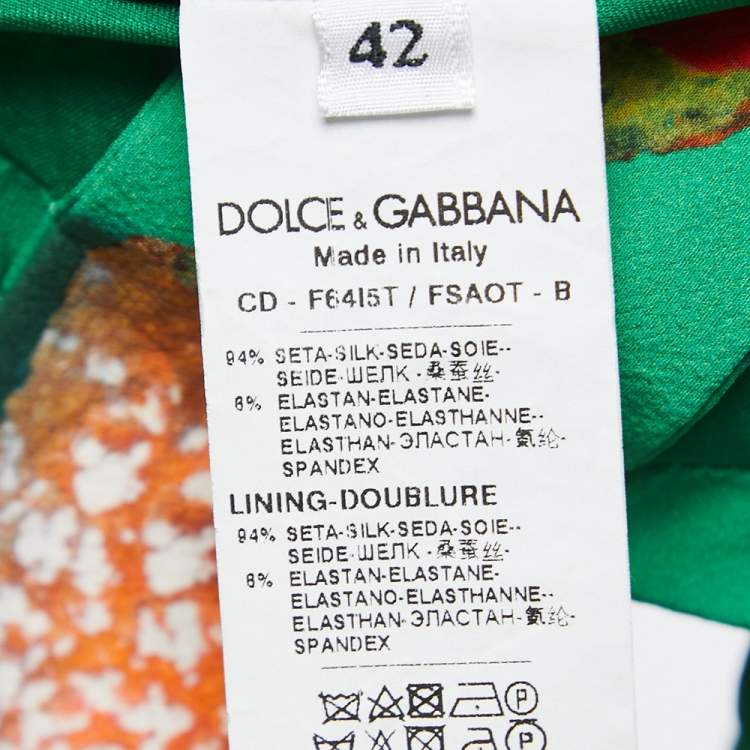 42
DOLCE & GABBANA
Made in Italy
CD - F64I5T / FSAOT - B
94% SETA-SILK-SEDA-SOIE--
SEIDE-ШЕЛК -桑蚕丝-
6% ELASTAN-ELASTANE-
ELASTANO-ELASTHANNE--
ELASTHAN-ЭЛАСТАН-氨纶-
SPANDEX
LINING-DOUBLURE
94% SETA-SILK-SEDA-SOIE--
SEIDE-ШЕЛК -桑蚕丝-
6% ELASTAN-ELASTANE-
ELASTANO-ELASTHANNE-
ELASTHAN-ЭЛАСТАН-氨纶-
SPANDEX
P
P